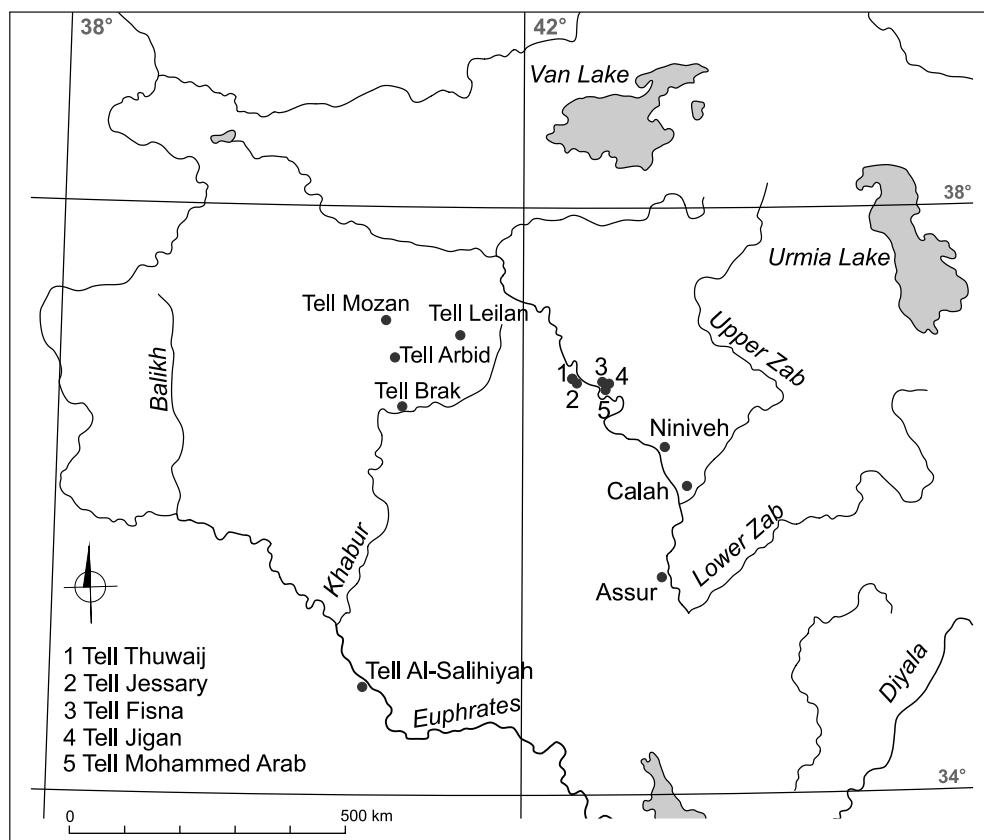 38°
42°
Van Lake
38°
Urmia Lake
Tell Mozan
Tell Leilan
Upper Zab
Tell Arbid
Balikh
Tell Brak
1
2
3
4
5
Niniveh
Calah
Khabur
Lower Zab
Assur
1 Tell Thuwaij
2 Tell Jessary
3 Tell Fisna
4 Tell Jigan
5 Tell Mohammed Arab
Tell Al-Salihiyah
Euphrates
Diyala
34°
0
500 km